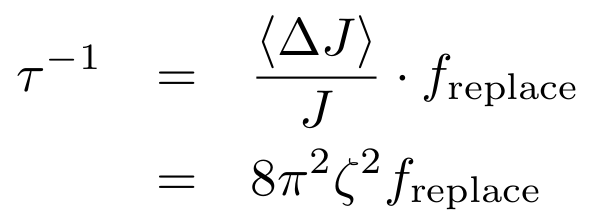 τ⁻¹ = ⟨ΔJ⟩/J · f_replace
= 8π²ζ²f_replace